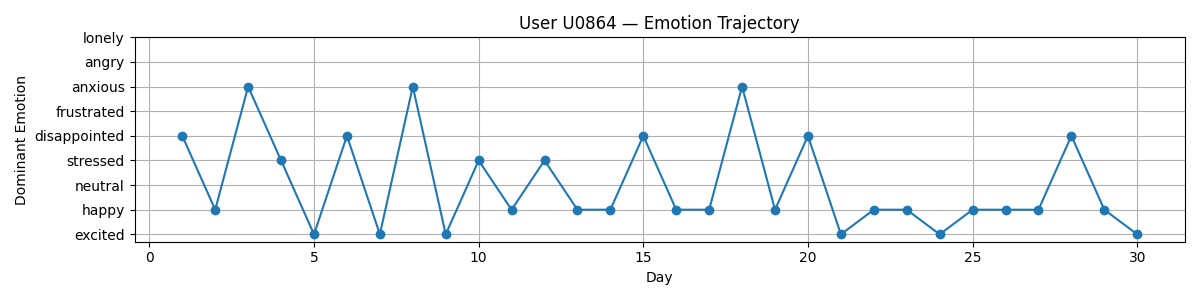 User U0864 — Emotion Trajectory
Dominant Emotion
lonely
angry
anxious
frustrated
disappointed
stressed
neutral
happy
excited
0 5 10 15 20 25 30
Day